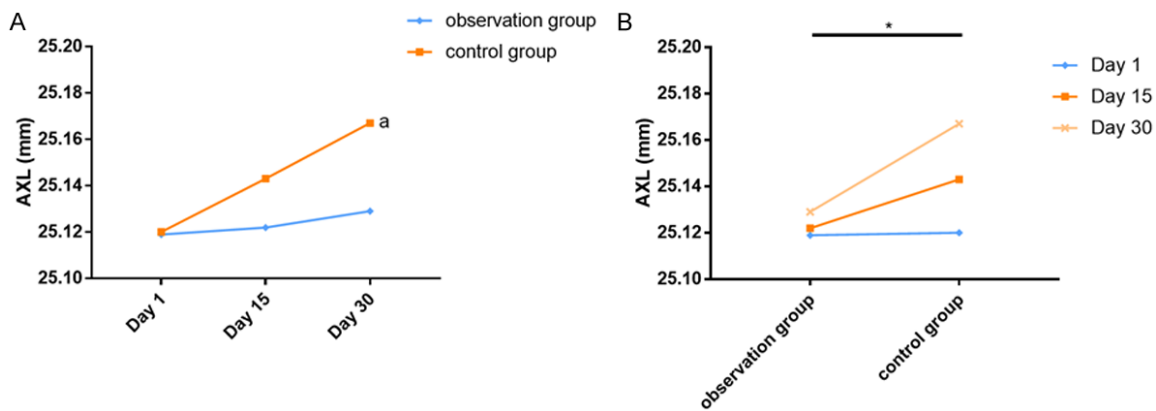 A
observation group
control group
25.20
25.18
25.16
25.14
25.12
25.10
AXL (mm)
a
Day 1
Day 15
Day 30
B
*
25.20
25.18
25.16
25.14
25.12
25.10
AXL (mm)
Day 1
Day 15
Day 30
observation group
control group